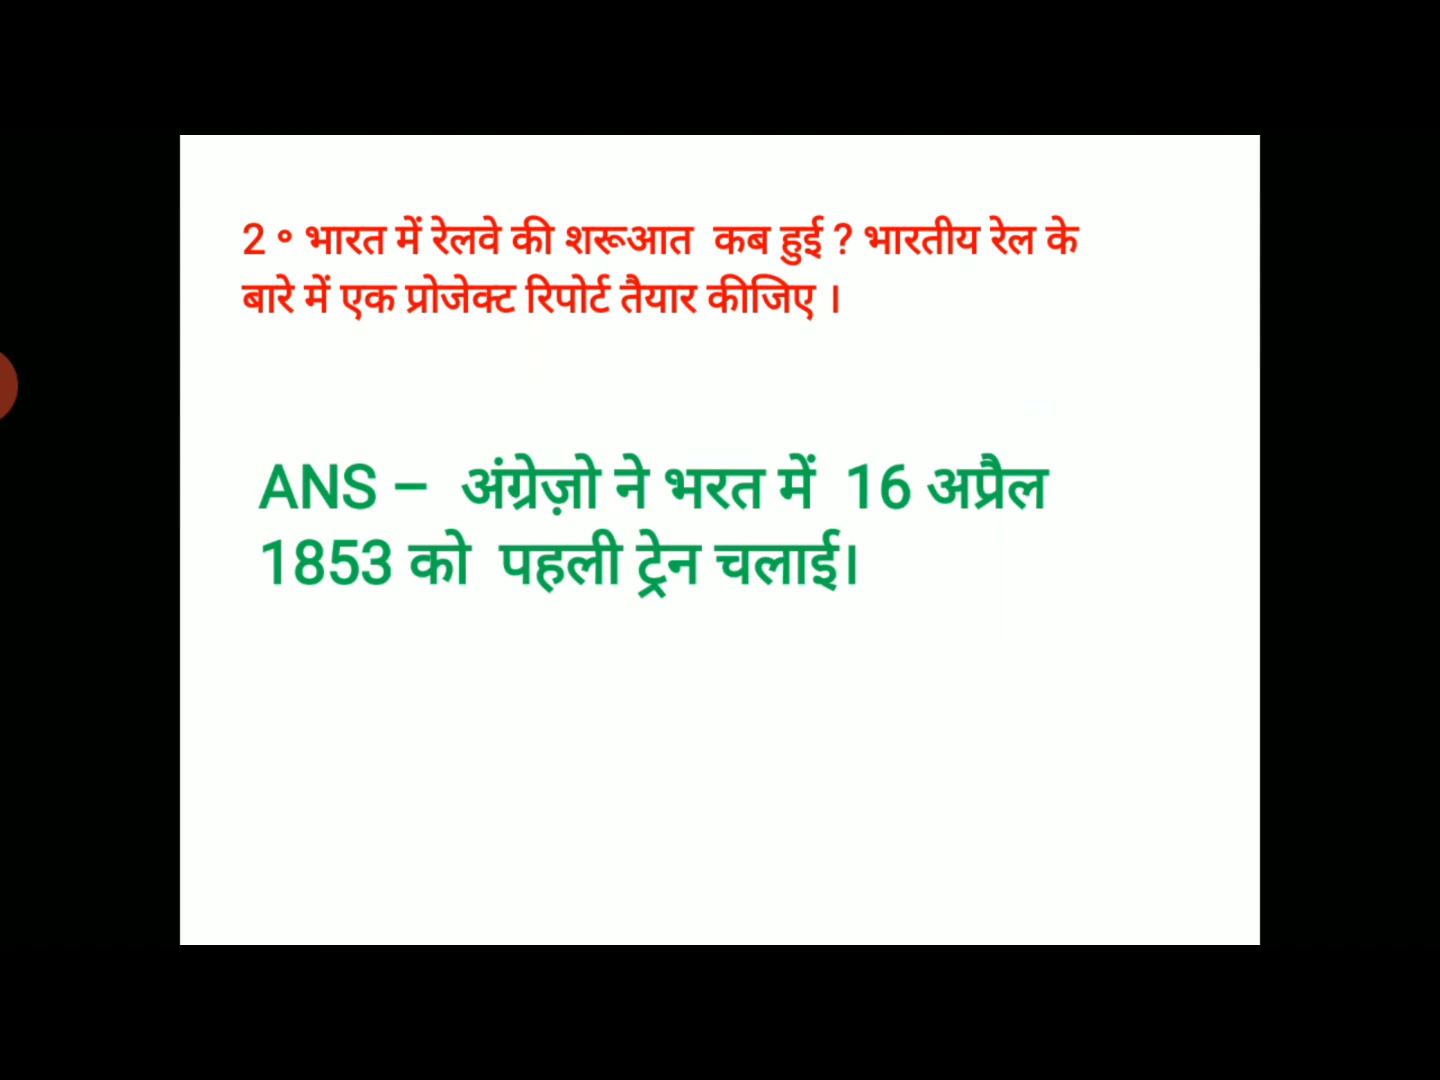 2 ॰ भारत में रेलवे की शरूआत कब हुई ? भारतीय रेल के
बारे में एक प्रोजेक्ट रिपोर्ट तैयार कीजिए ।
ANS – अंग्रेज़ो ने भरत में 16 अप्रैल
1853 को पहली ट्रेन चलाई।